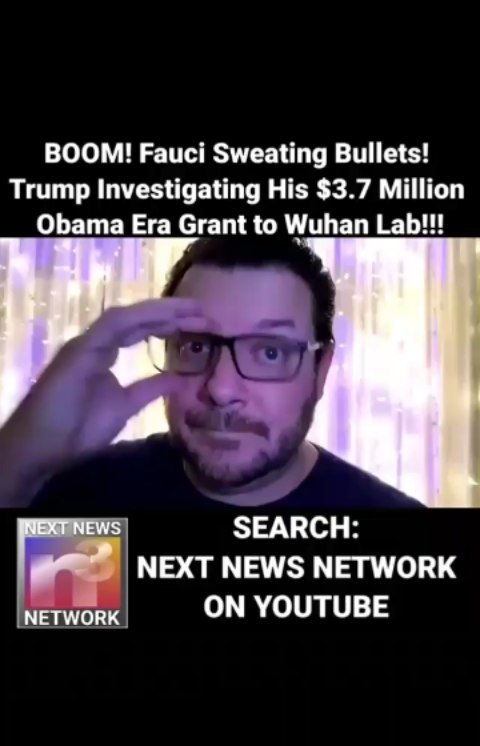 BOOM! Fauci Sweating Bullets!
Trump Investigating His $3.7 Million
Obama Era Grant to Wuhan Lab!!!
SEARCH:
NEXT NEWS NETWORK
ON YOUTUBE
NEXT NEWS
n3
NETWORK